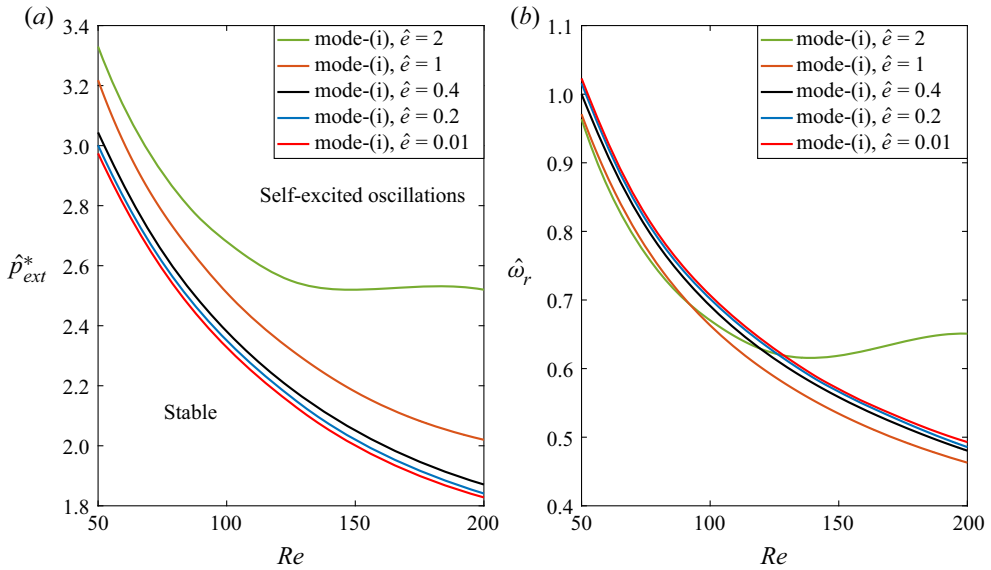 (a)
mode-(i), ê = 2
mode-(i), ê = 1
mode-(i), ê = 0.4
mode-(i), ê = 0.2
mode-(i), ê = 0.01
Self-excited oscillations
Stable
p̂*ext
3.4
3.2
3.0
2.8
2.6
2.4
2.2
2.0
1.8
50
100
150
200
Re
(b)
mode-(i), ê = 2
mode-(i), ê = 1
mode-(i), ê = 0.4
mode-(i), ê = 0.2
mode-(i), ê = 0.01
ω̂r
1.1
1.0
0.9
0.8
0.7
0.6
0.5
0.4
50
100
150
200
Re